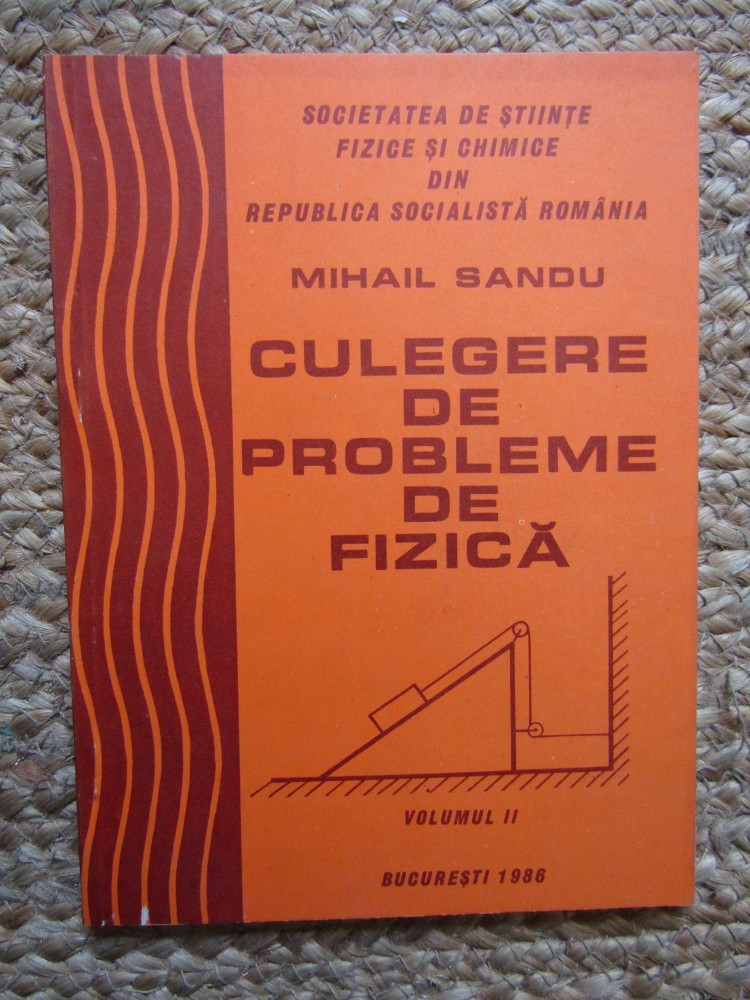 SOCIETATEA DE ȘTIINȚE
FIZICE ȘI CHIMICE
DIN
REPUBLICA SOCIALISTĂ ROMÂNIA
MIHAIL SANDU
CULEGERE
DE
PROBLEME
DE
FIZICĂ
VOLUMUL II
BUCUREȘTI 1986